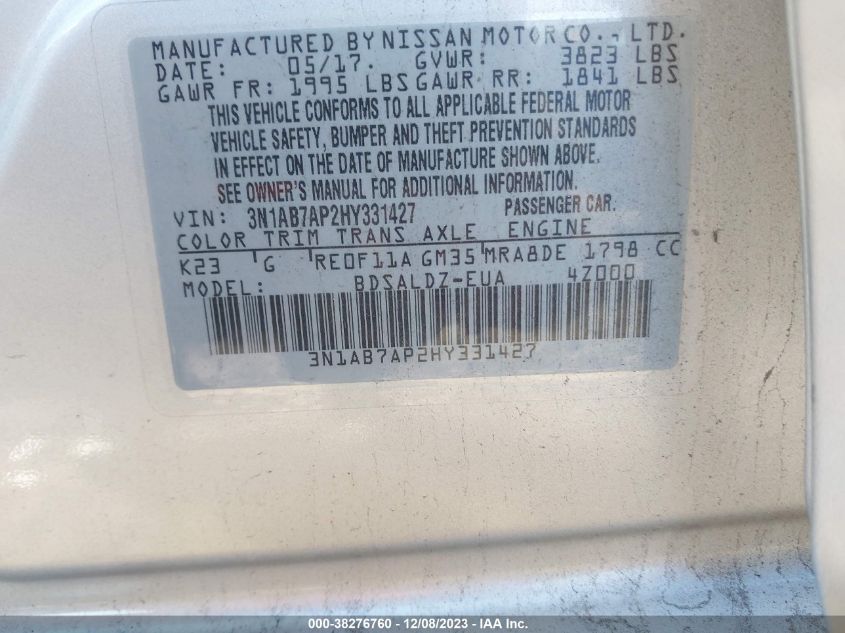 MANUFACTURED BY NISSAN MOTOR CO., LTD.
DATE: 05/17. GVWR: 3823 LBS
GAWR FR: 1995 LBS GAWR RR: 1841 LBS
THIS VEHICLE CONFORMS TO ALL APPLICABLE FEDERAL MOTOR
VEHICLE SAFETY, BUMPER AND THEFT PREVENTION STANDARDS
IN EFFECT ON THE DATE OF MANUFACTURE SHOWN ABOVE.
SEE OWNER'S MANUAL FOR ADDITIONAL INFORMATION.
VIN: 3N1AB7AP2HY331427 PASSENGER CAR.
COLOR TRIM TRANS AXLE ENGINE
K23 G RE0F11A GM35 MRA8DE 1798 CC
MODEL: BDSALDZ-EUA 4Z000
3N1AB7AP2HY331427
000-38276760 - 12/08/2023 - IAA Inc.